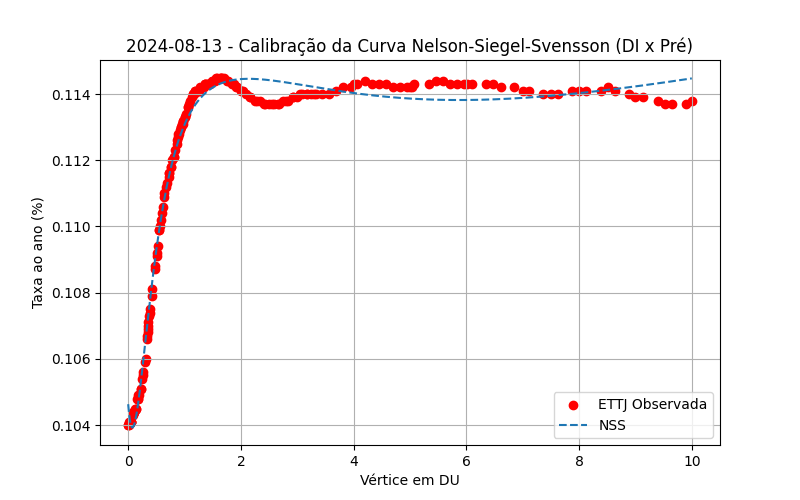 2024-08-13 - Calibração da Curva Nelson-Siegel-Svensson (DI x Pré)
Taxa ao ano (%)
0.114
0.112
0.110
0.108
0.106
0.104
0 2 4 6 8 10
Vértice em DU
ETTJ Observada
NSS